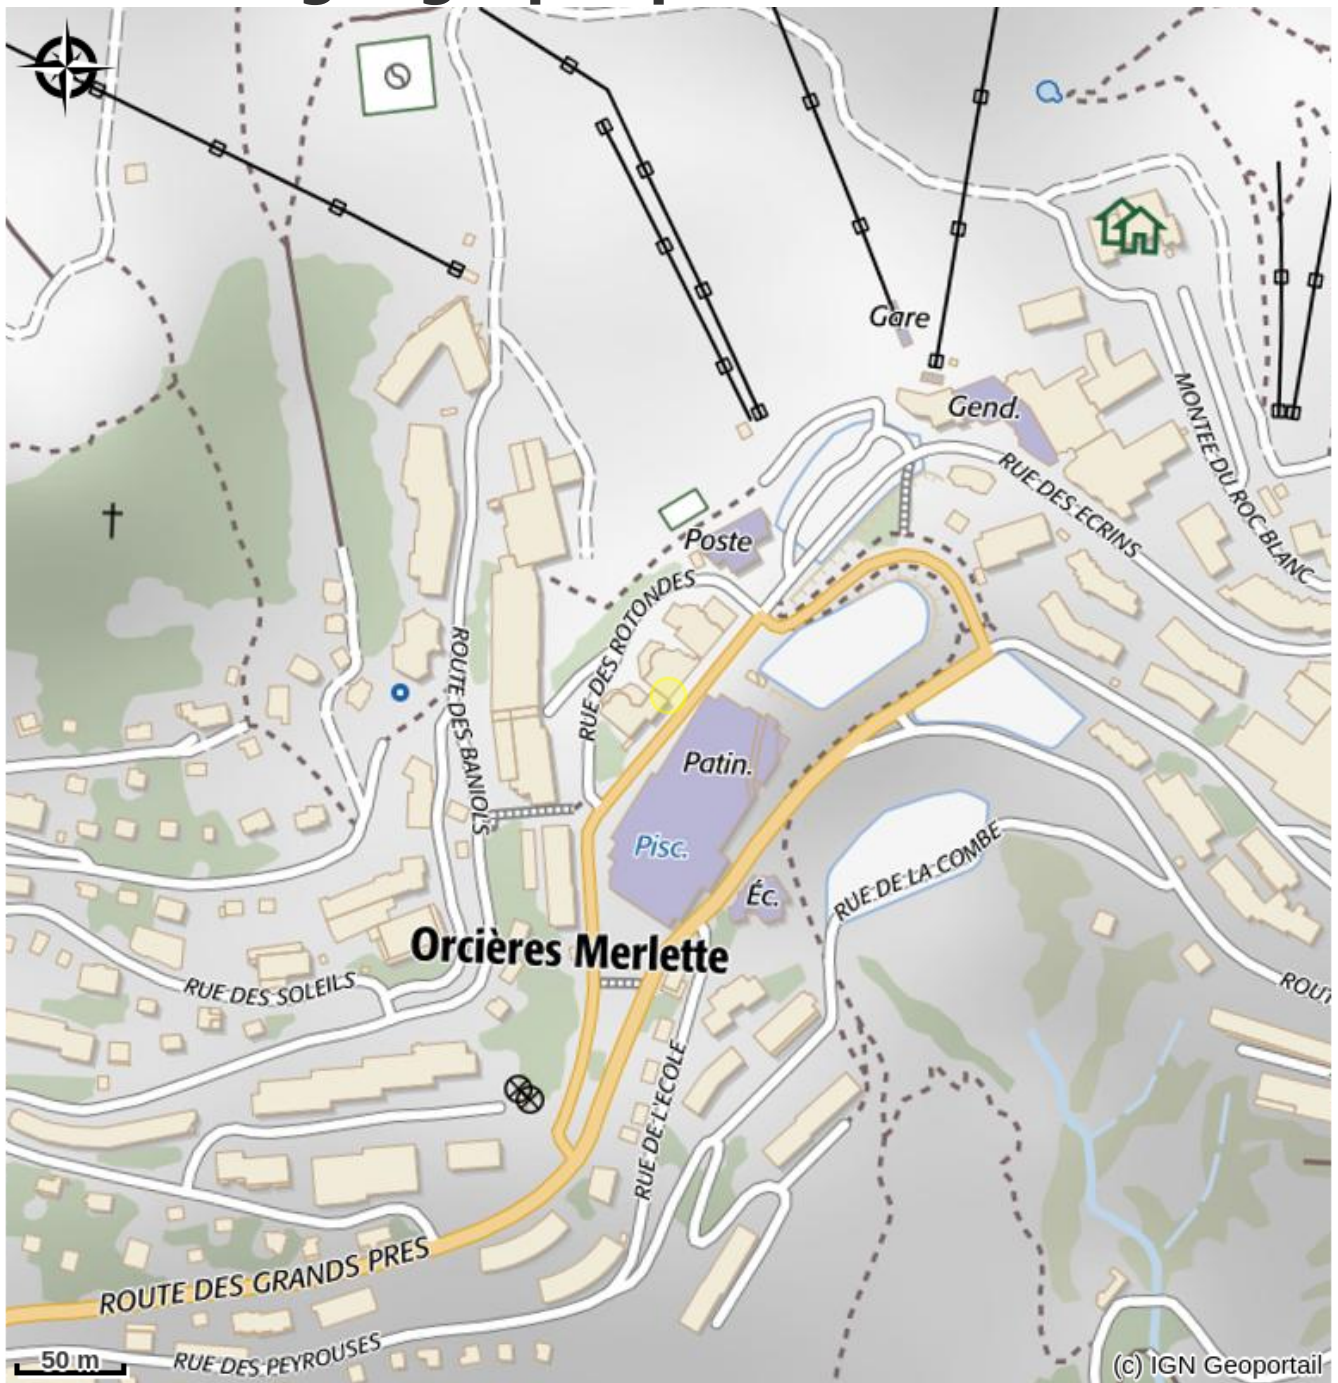 Gare
Gend.
MONTEE DU ROC BLANC
RUE DES ECRINS
Poste
RUE DES ROTONDES
ROUTE DES BANIOLS
Patin.
Pisc.
RUE DE LA COMBE
Éc.
Orcières Merlette
RUE DES SOLEILS
ROUT
RUE DE L'ECOLE
ROUTE DES GRANDS PRES
RUE DES PEYROUSES
50 m
(c) IGN Geoportail